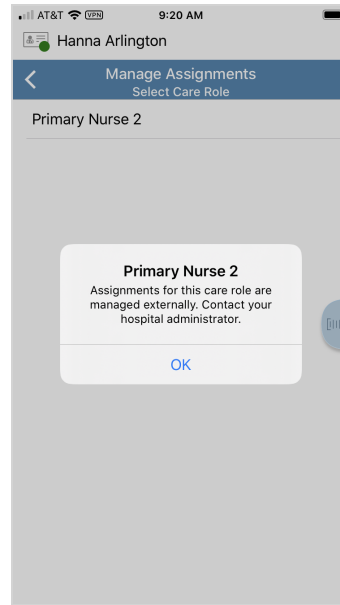 AT&T VPN 9:20 AM
Hanna Arlington
Manage Assignments
Select Care Role
Primary Nurse 2
Primary Nurse 2
Assignments for this care role are
managed externally. Contact your
hospital administrator.
OK